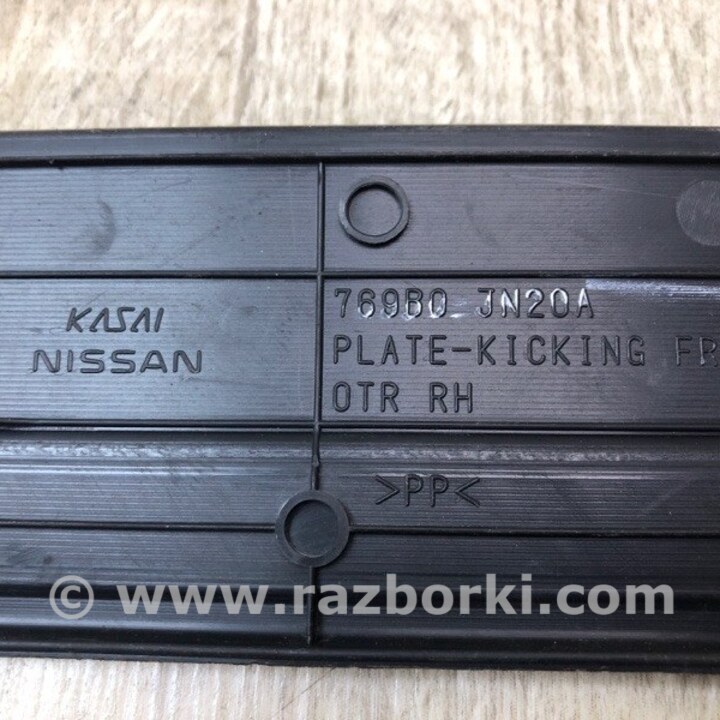 KASAI
NISSAN
769B0 JN20A
PLATE-KICKING FR
OTR RH
>PP<
© www.razborki.com